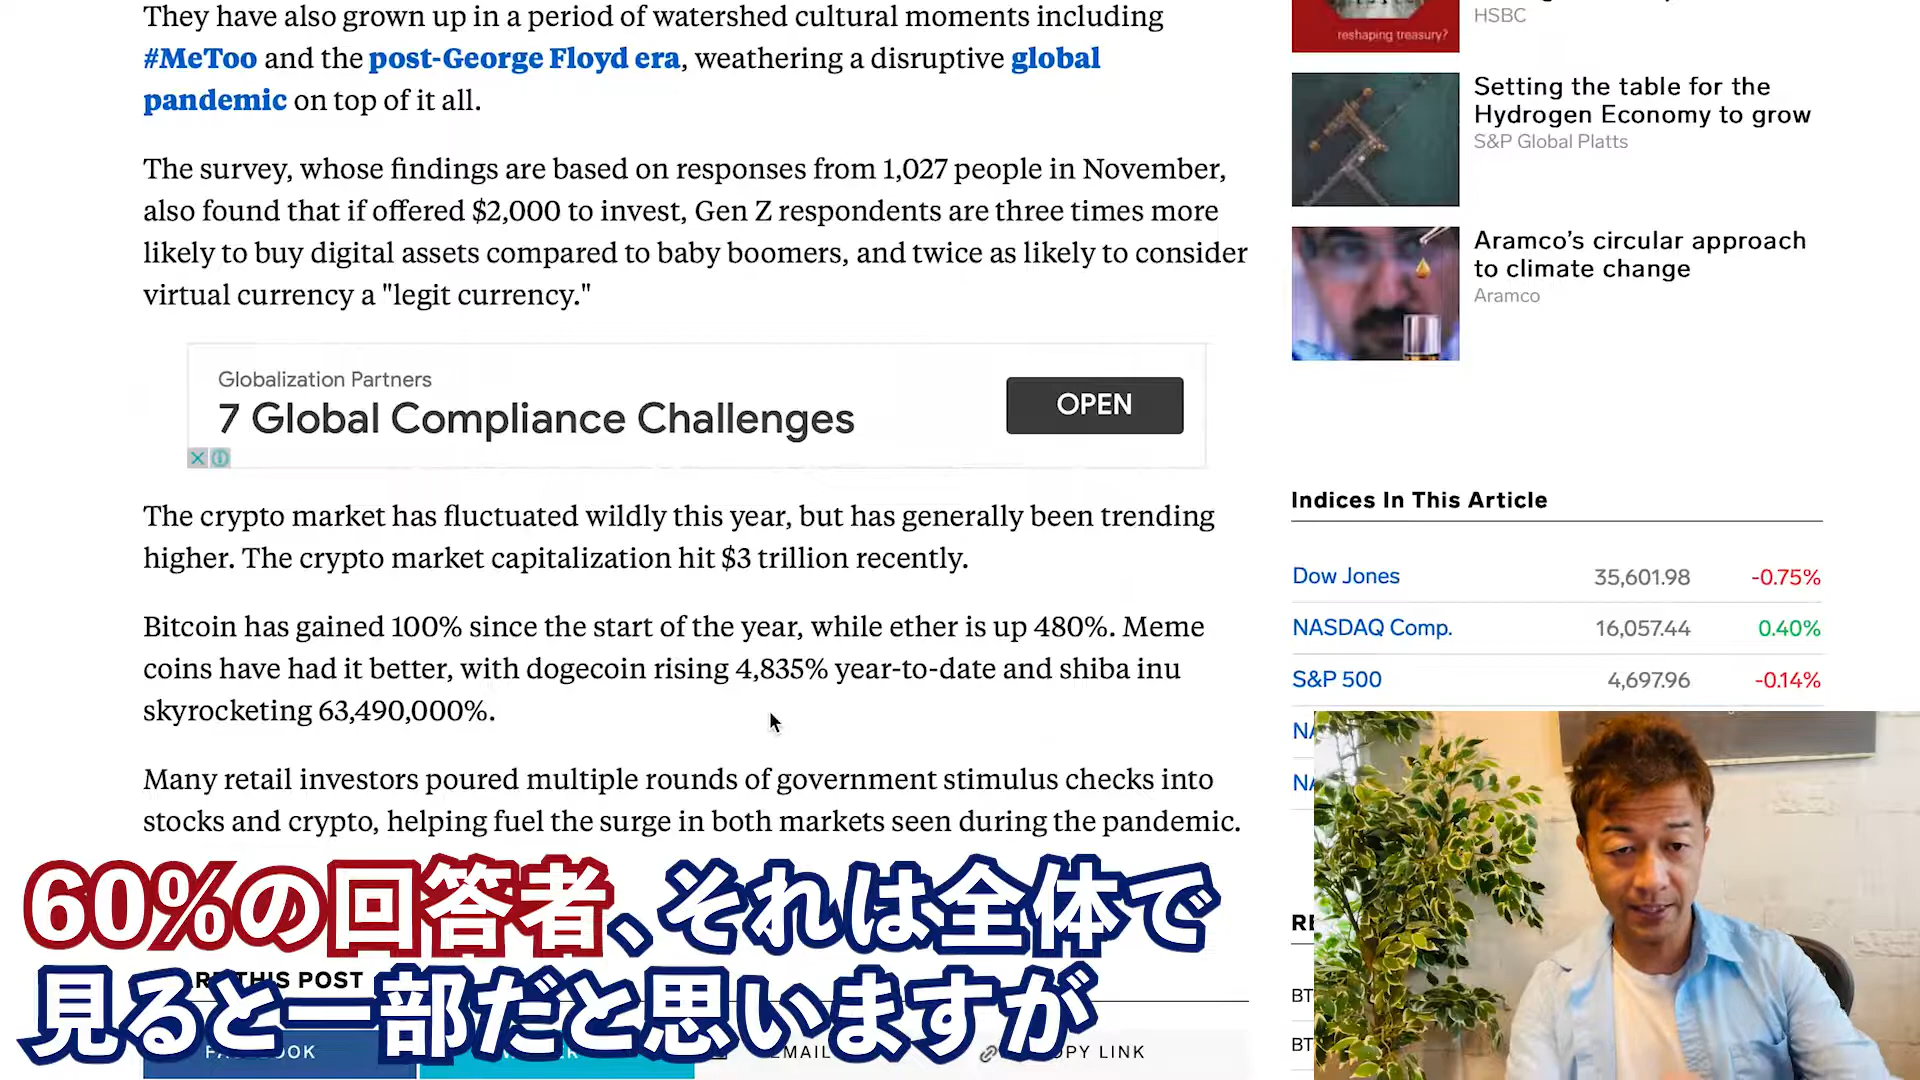 They have also grown up in a period of watershed cultural moments including
#MeToo and the post-George Floyd era, weathering a disruptive global
pandemic on top of it all.
The survey, whose findings are based on responses from 1,027 people in November,
also found that if offered $2,000 to invest, Gen Z respondents are three times more
likely to buy digital assets compared to baby boomers, and twice as likely to consider
virtual currency a "legit currency."
Globalization Partners
7 Global Compliance Challenges
OPEN
The crypto market has fluctuated wildly this year, but has generally been trending
higher. The crypto market capitalization hit $3 trillion recently.
Bitcoin has gained 100% since the start of the year, while ether is up 480%. Meme
coins have had it better, with dogecoin rising 4,835% year-to-date and shiba inu
skyrocketing 63,490,000%.
Many retail investors poured multiple rounds of government stimulus checks into
stocks and crypto, helping fuel the surge in both markets seen during the pandemic.
60%の回答者、それは全体で
見ると一部だと思いますが
THIS POST
LINK
reshaping treasury?
HSBC
Setting the table for the
Hydrogen Economy to grow
S&P Global Platts
Aramco's circular approach
to climate change
Aramco
Indices In This Article
Dow Jones 35,601.98 -0.75%
NASDAQ Comp. 16,057.44 0.40%
S&P 500 4,697.96 -0.14%